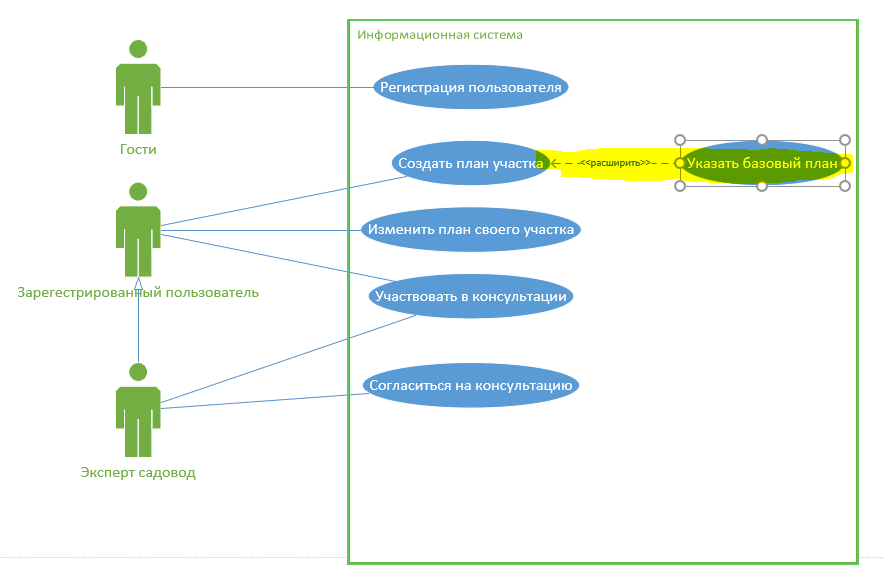 Информационная система
Регистрация пользователя
Гости
Создать план участка
<<расширить>>
Указать базовый план
Изменить план своего участка
Зарегестрированный пользователь
Участвовать в консультации
Согласиться на консультацию
Эксперт садовод